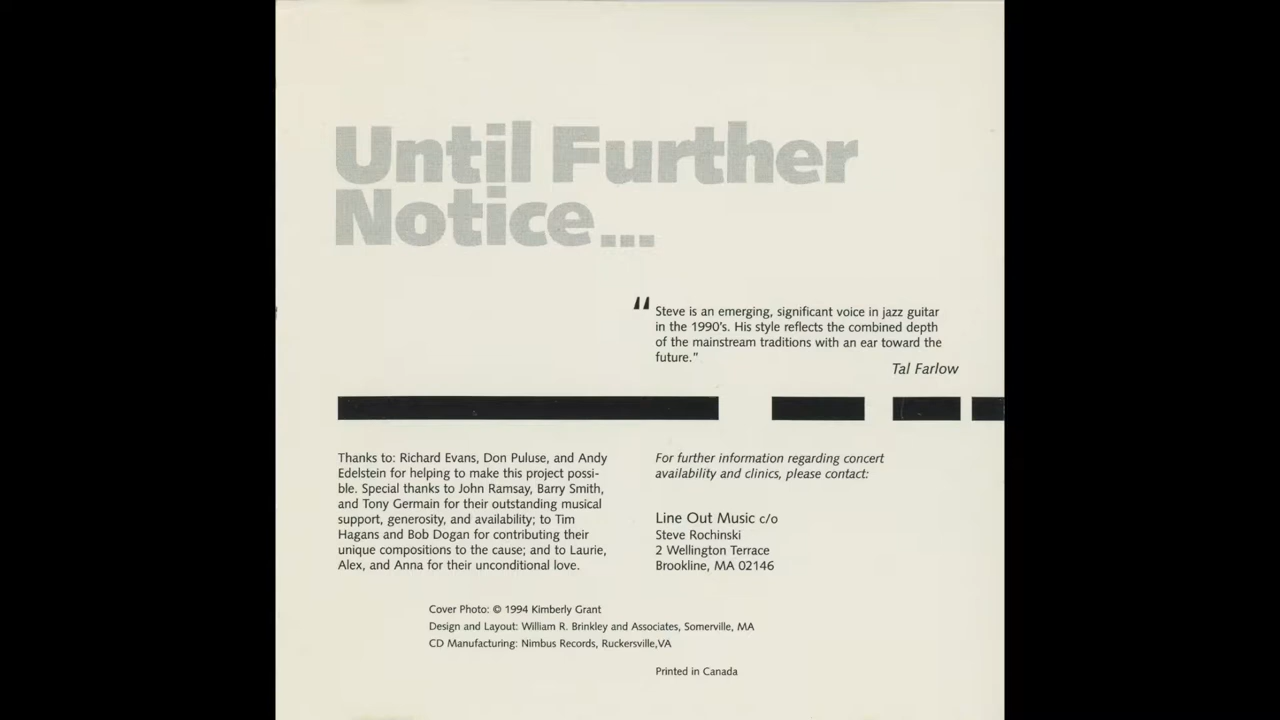 Until Further
Notice...
“ Steve is an emerging, significant voice in jazz guitar
in the 1990's. His style reflects the combined depth
of the mainstream traditions with an ear toward the
future.”
Tal Farlow
Thanks to: Richard Evans, Don Puluse, and Andy
Edelstein for helping to make this project possi-
ble. Special thanks to John Ramsay, Barry Smith,
and Tony Germain for their outstanding musical
support, generosity, and availability; to Tim
Hagans and Bob Dogan for contributing their
unique compositions to the cause; and to Laurie,
Alex, and Anna for their unconditional love.
For further information regarding concert
availability and clinics, please contact:
Line Out Music c/o
Steve Rochinski
2 Wellington Terrace
Brookline, MA 02146
Cover Photo: © 1994 Kimberly Grant
Design and Layout: William R. Brinkley and Associates, Somerville, MA
CD Manufacturing: Nimbus Records, Ruckersville,VA
Printed in Canada